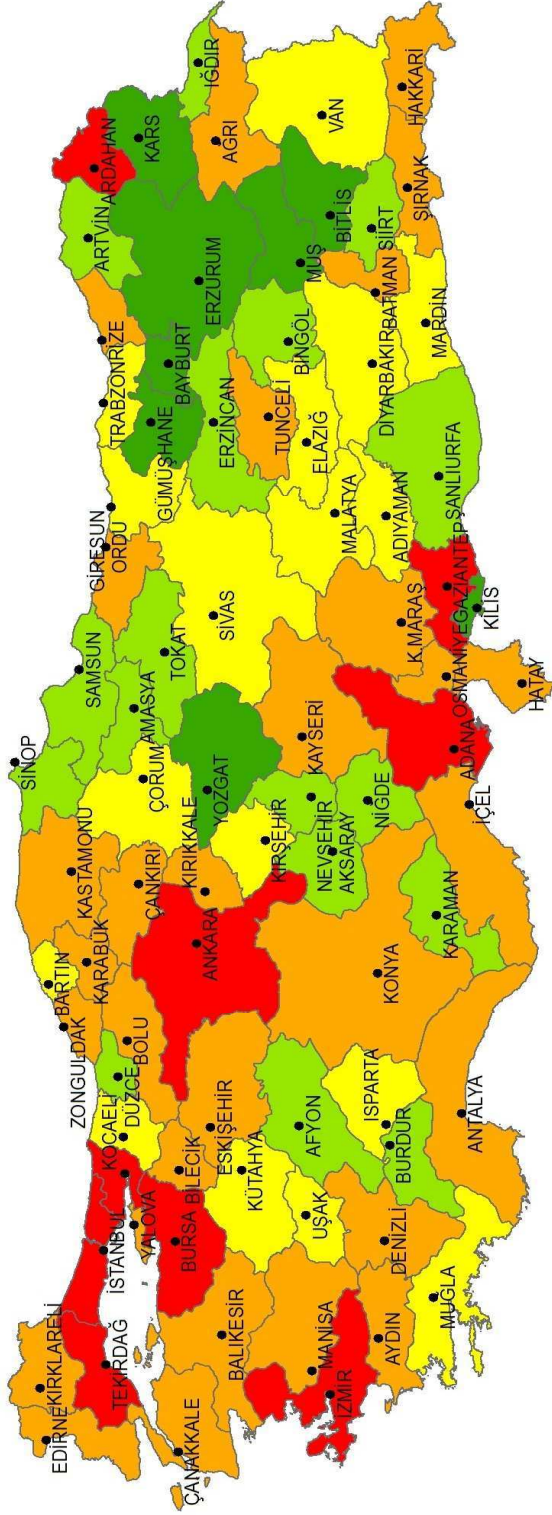 EDİRNE
KIRKLARELİ
TEKİRDAĞ
İSTANBUL
YALOVA
KOCAELİ
DÜZCE
ZONGULDAK
BARTIN
KARABÜK
KASTAMONU
SİNOP
SAMSUN
ORDU
GİRESUN
TRABZON
RİZE
ARTVİN
ARDAHAN
KARS
IĞDIR
AĞRI
ERZURUM
BAYBURT
GÜMÜŞHANE
ERZİNCAN
TOKAT
AMASYA
ÇORUM
ÇANKIRI
BOLU
BİLECİK
BURSA
ÇANAKKALE
BALIKESİR
KÜTAHYA
ESKİŞEHİR
ANKARA
KIRIKKALE
YOZGAT
SİVAS
TUNCELİ
BİNGÖL
MUŞ
BİTLİS
VAN
HAKKARİ
ŞIRNAK
SİİRT
BATMAN
DİYARBAKIR
ELAZIĞ
MALATYA
KAYSERİ
KIRŞEHİR
NEVŞEHİR
AKSARAY
NİĞDE
AFYON
UŞAK
MANİSA
İZMİR
AYDIN
DENİZLİ
ISPARTA
BURDUR
KONYA
KARAMAN
İÇEL
ADANA
OSMANİYE
K.MARAŞ
ADIYAMAN
GAZİANTEP
ŞANLIURFA
MARDİN
KİLİS
HATAY
ANTALYA
MUĞLA